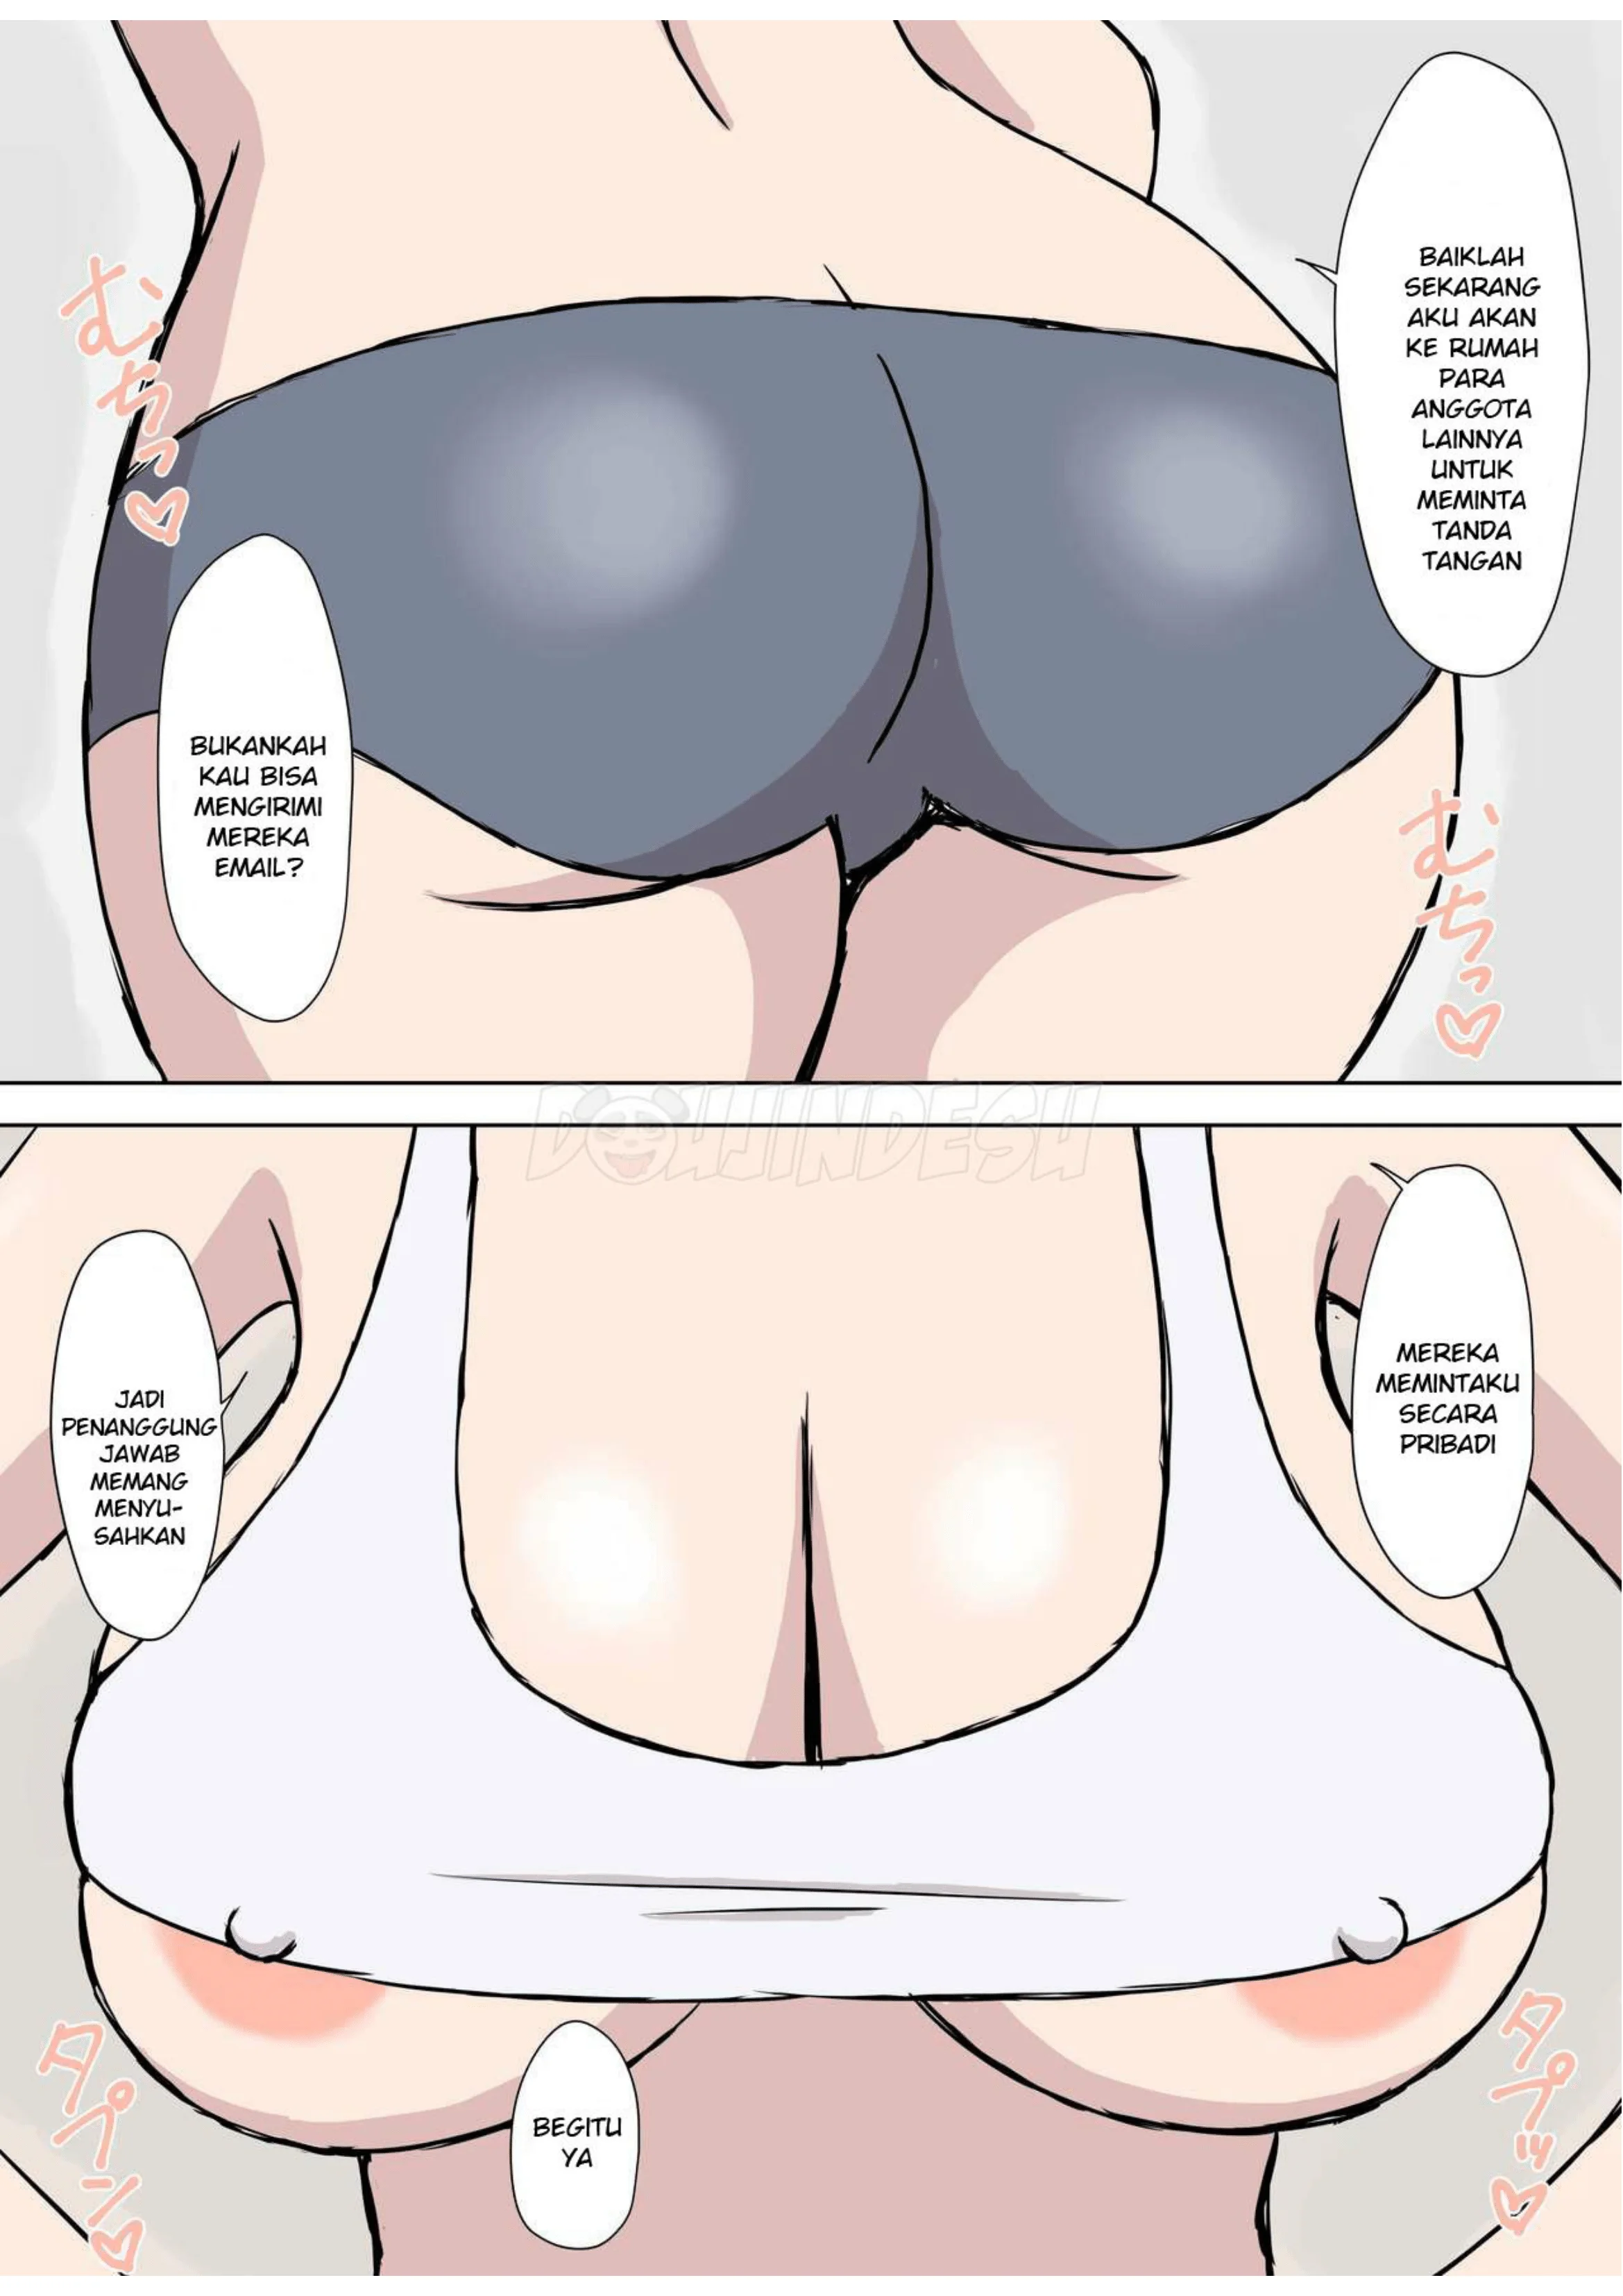 BAIKLAH
SEKARANG
AKU AKAN
KE RUMAH
PARA
ANGGOTA
LAINNYA
UNTUK
MEMINTA
TANDA
TANGAN
むちっ♡
BUKANKAH
KAU BISA
MENGIRIMI
MEREKA
EMAIL?
むちっ♡
DOUJINDESU
MEREKA
MEMINTAKU
SECARA
PRIBADI
JADI
PENANGGUNG
JAWAB
MEMANG
MENYU-
SAHKAN
BEGITU
YA
タプッ♡
タプン♡